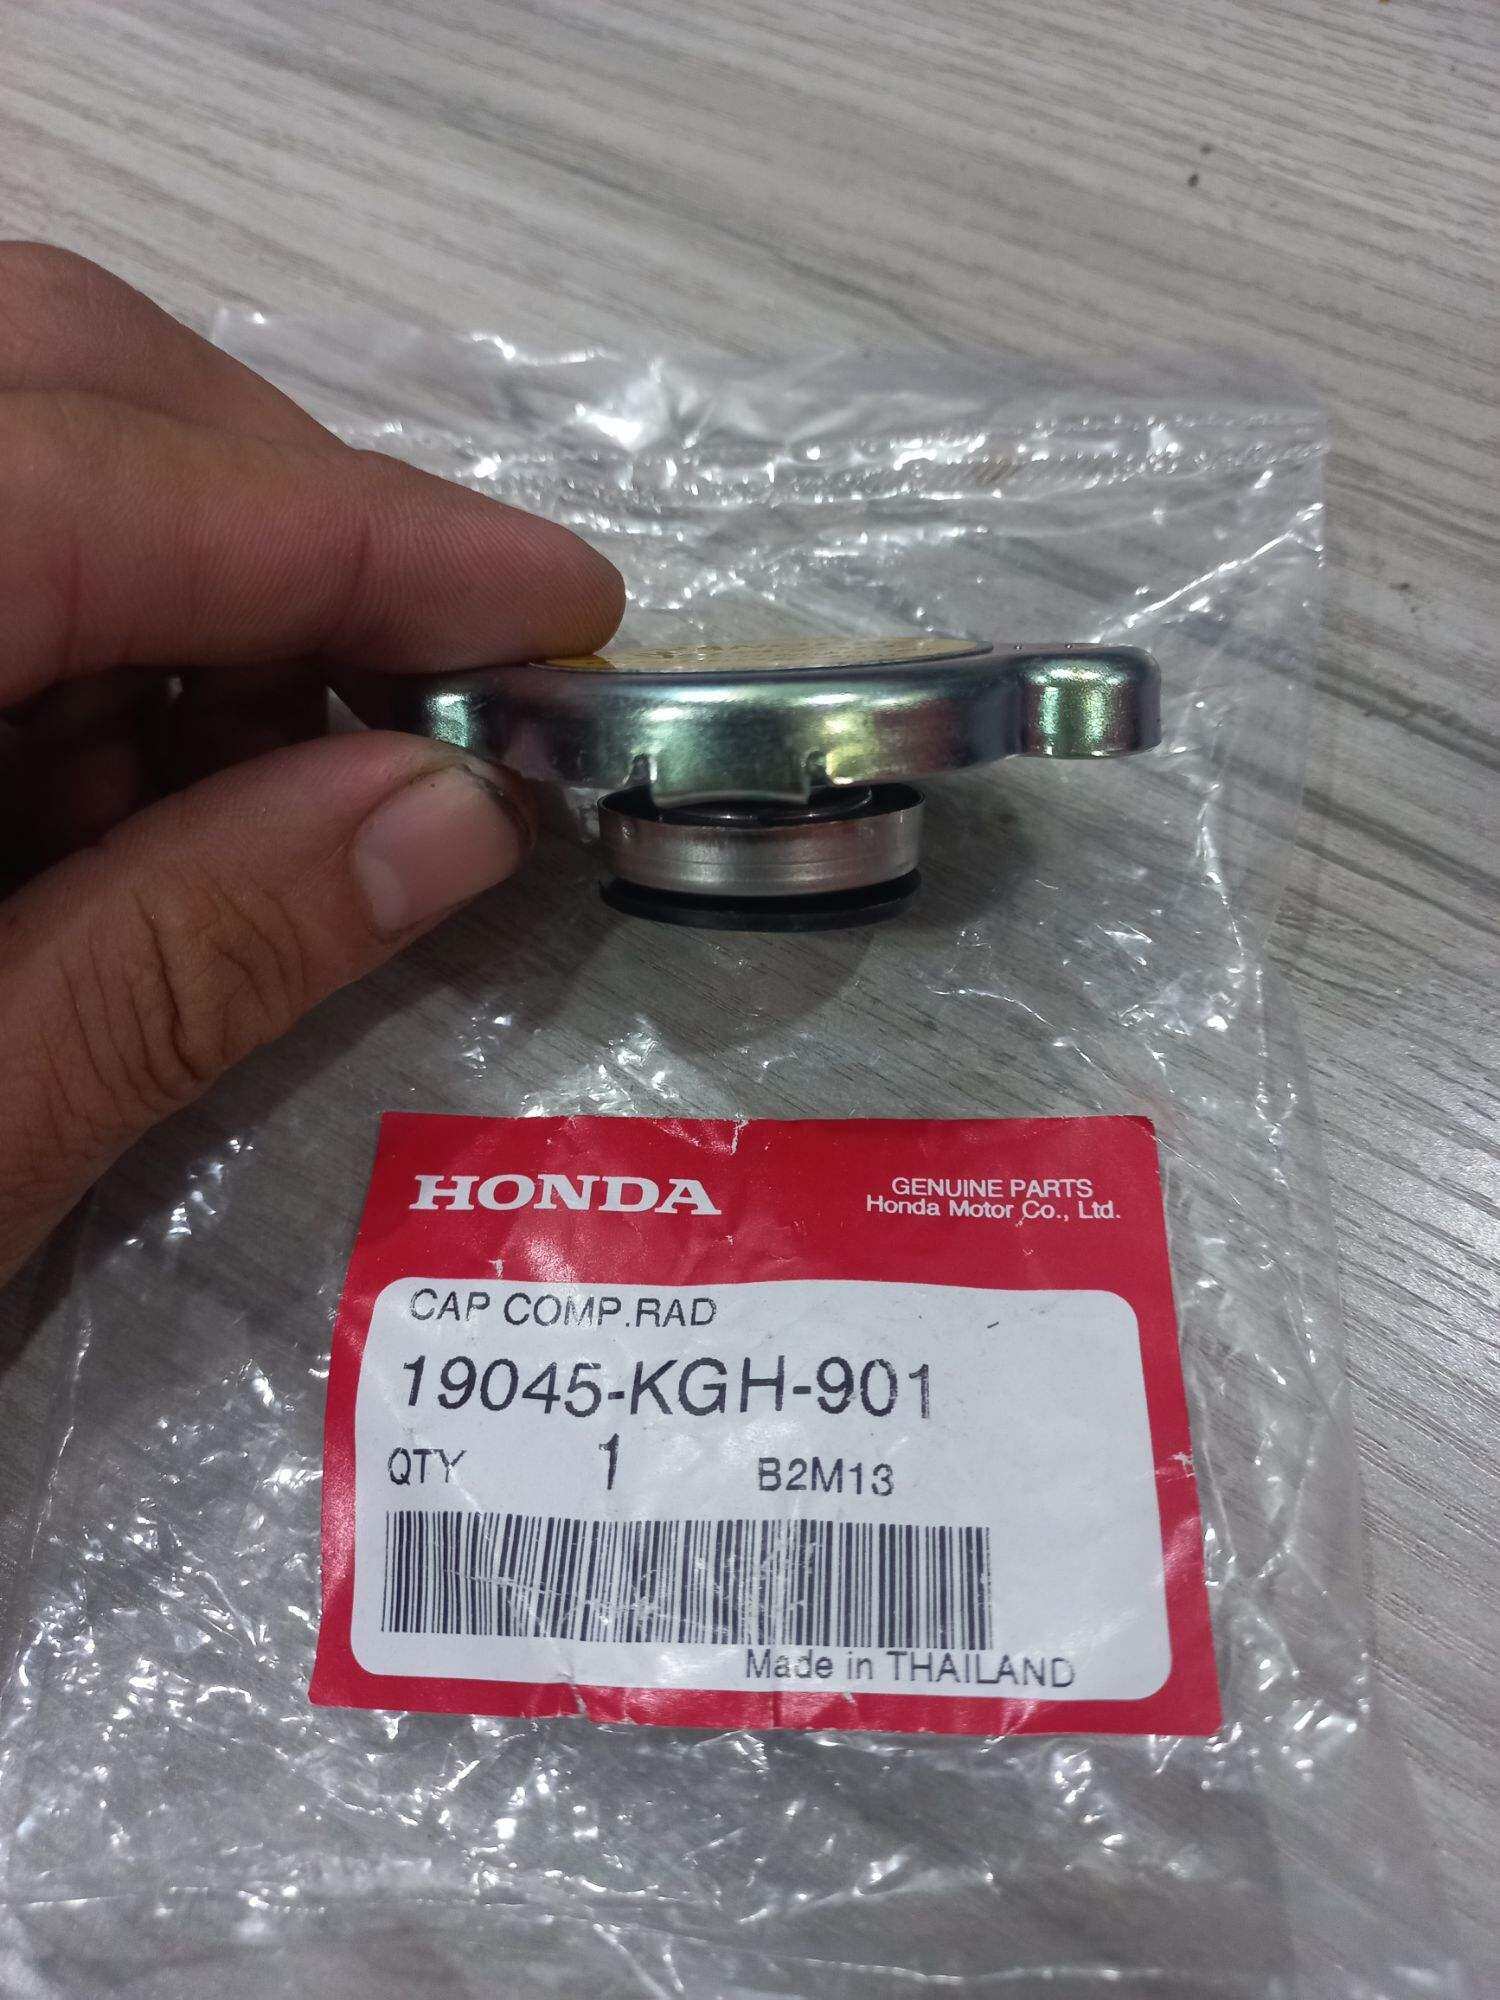 HONDA
GENUINE PARTS
Honda Motor Co., Ltd.
CAP COMP.RAD
19045-KGH-901
QTY 1 B2M13
Made in THAILAND